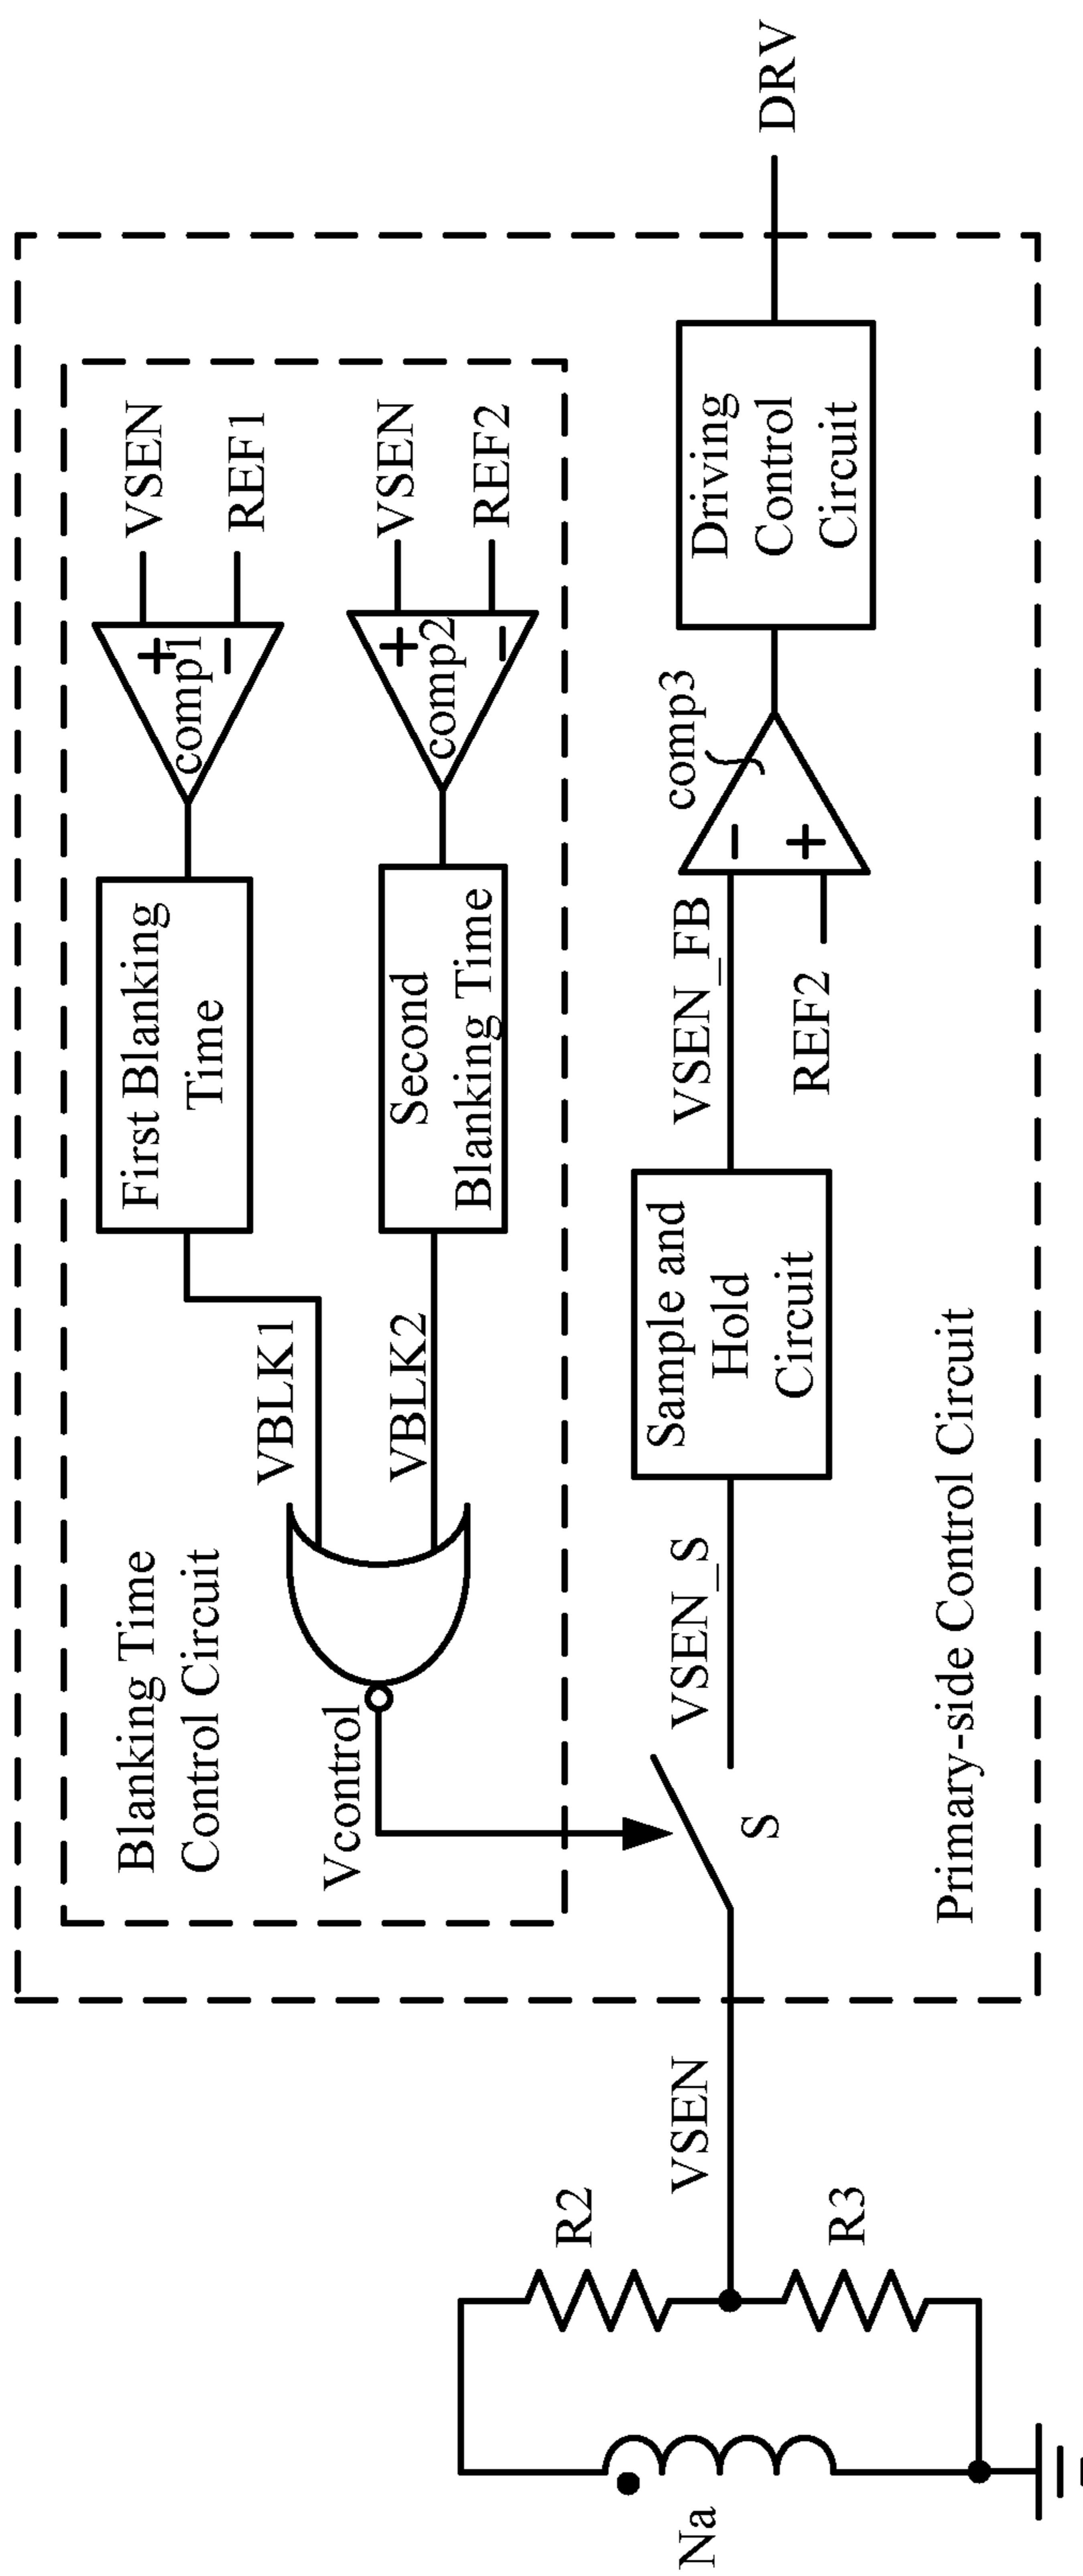 Blanking Time
Control Circuit
First Blanking
Time
comp1
+
−
VSEN
REF1
VBLK1
VBLK2
Second
Blanking Time
comp2
+
−
VSEN
REF2
Vcontrol
Na
R2
R3
VSEN
S
VSEN_S
Sample and
Hold
Circuit
VSEN_FB
REF2
comp3
−
+
Driving
Control
Circuit
DRV
Primary-side Control Circuit